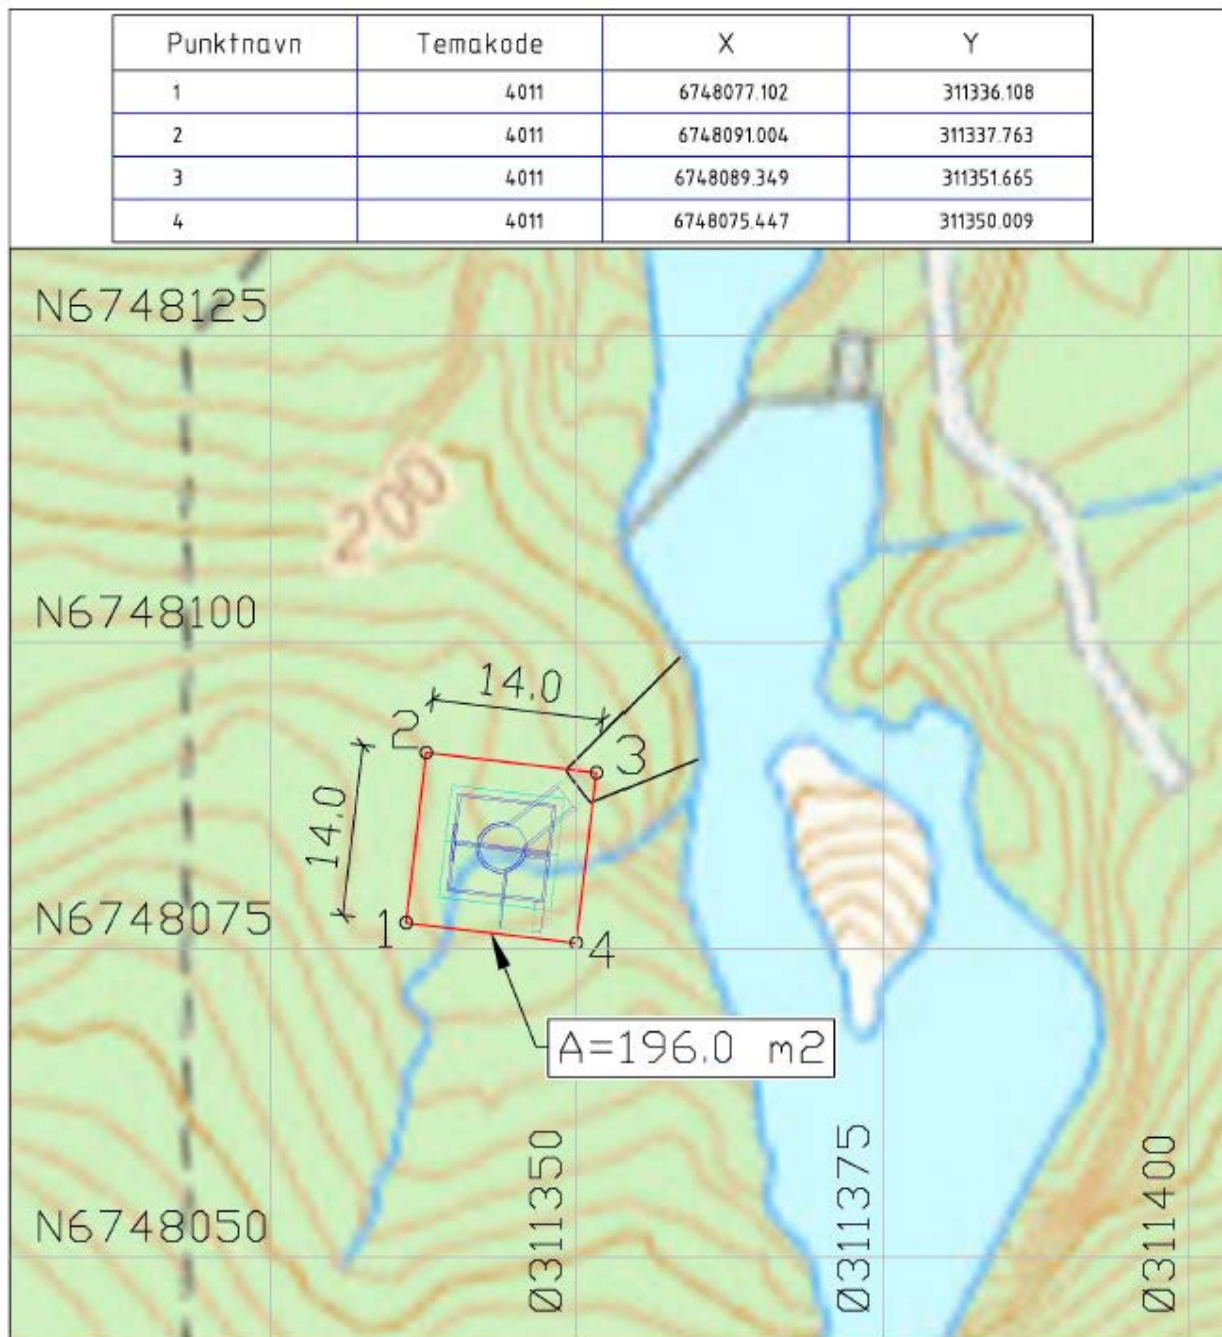 Punktnavn Temakode X Y
1 4011 6748077.102 311336.108
2 4011 6748091.004 311337.763
3 4011 6748089.349 311351.665
4 4011 6748075.447 311350.009
N6748125
200
N6748100
14.0
2
3
14.0
N6748075
1
4
A=196.0 m2
N6748050
Ø311350
Ø311375
Ø311400